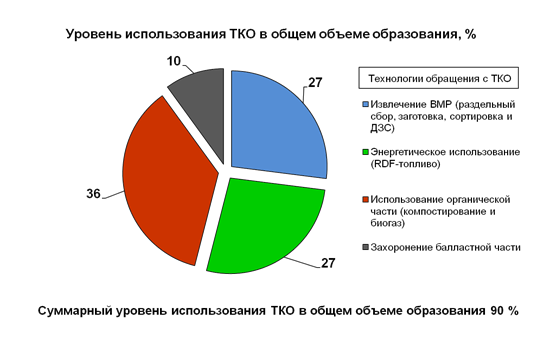 Уровень использования ТКО в общем объеме образования, %
10
27
36
27
Технологии обращения с ТКО
Извлечение ВМР (раздельный
сбор, заготовка, сортировка и
ДЗС)
Энергетическое использование
(RDF-топливо)
Использование органической
части (компостирование и
биогаз)
Захоронение балластной части
Суммарный уровень использования ТКО в общем объеме образования 90 %